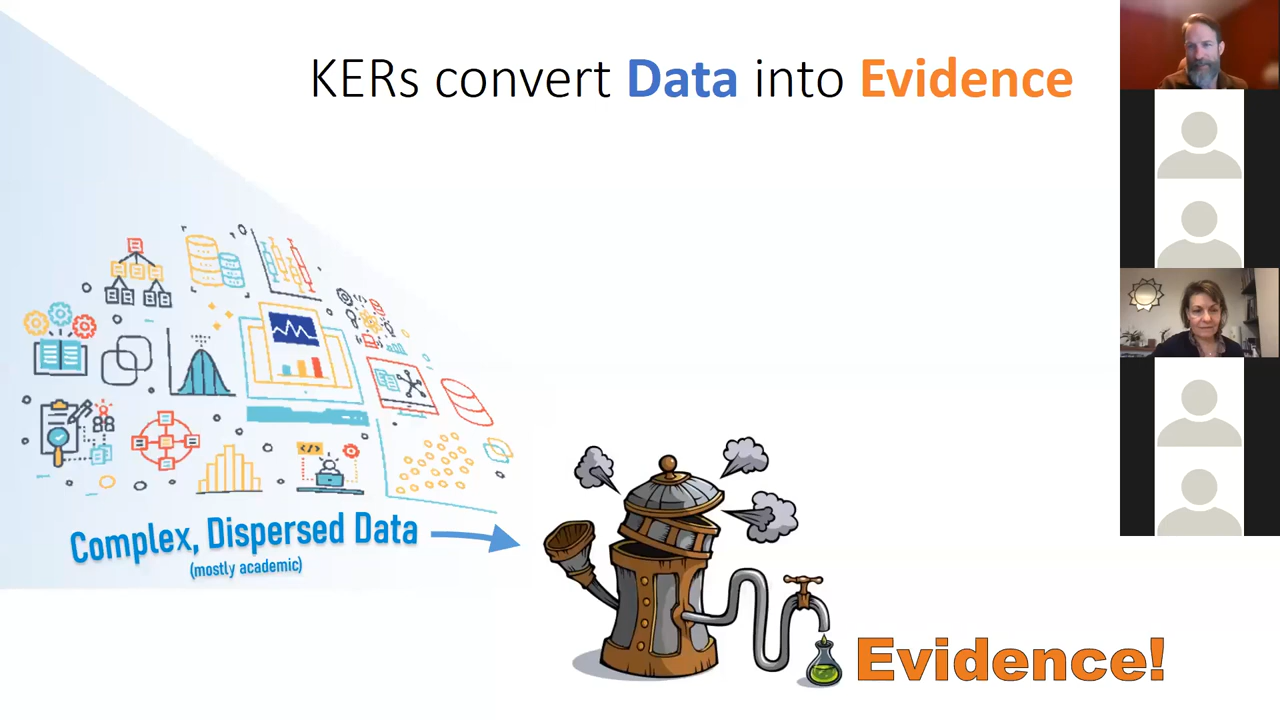 KERs convert Data into Evidence
</>
Complex, Dispersed Data
(mostly academic)
Evidence!